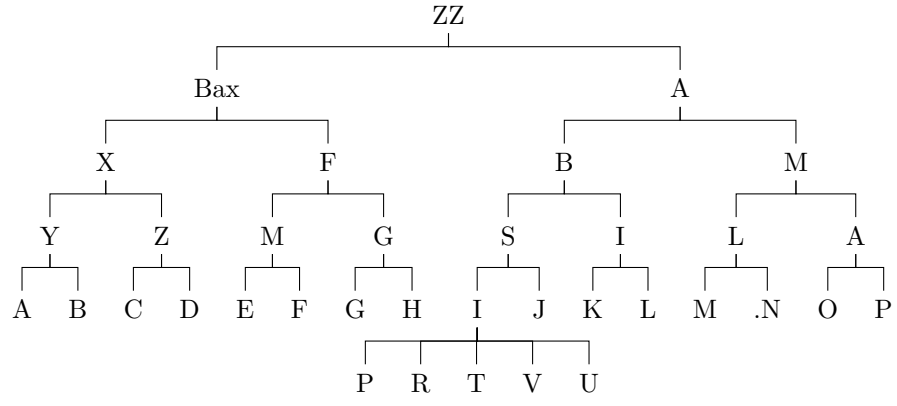 ZZ
Bax A
X F B M
Y Z M G S I L A
A B C D E F G H I J K L M .N O P
P R T V U